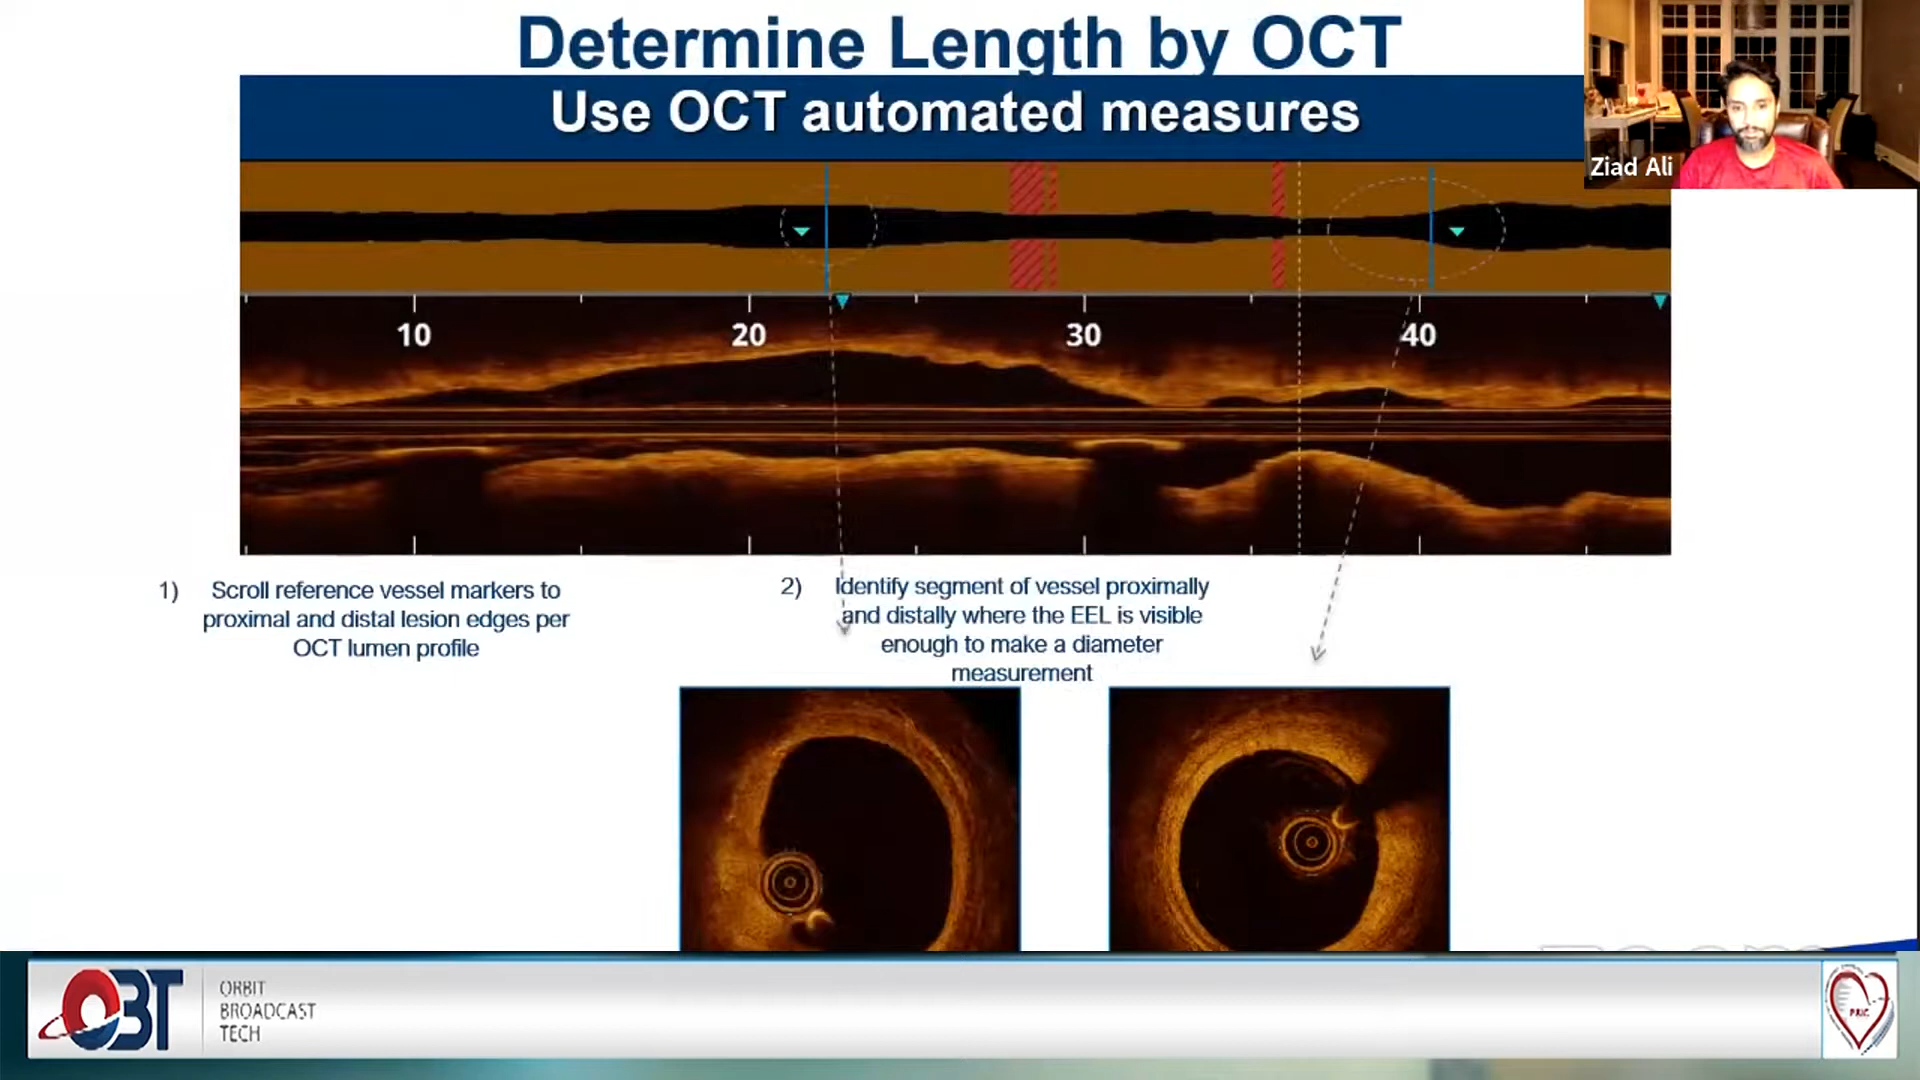 Determine Length by OCT
Use OCT automated measures
Ziad Ali
10
20
30
40
1) Scroll reference vessel markers to
proximal and distal lesion edges per
OCT lumen profile
2) Identify segment of vessel proximally
and distally where the EEL is visible
enough to make a diameter
measurement
OBT
ORBIT
BROADCAST
TECH